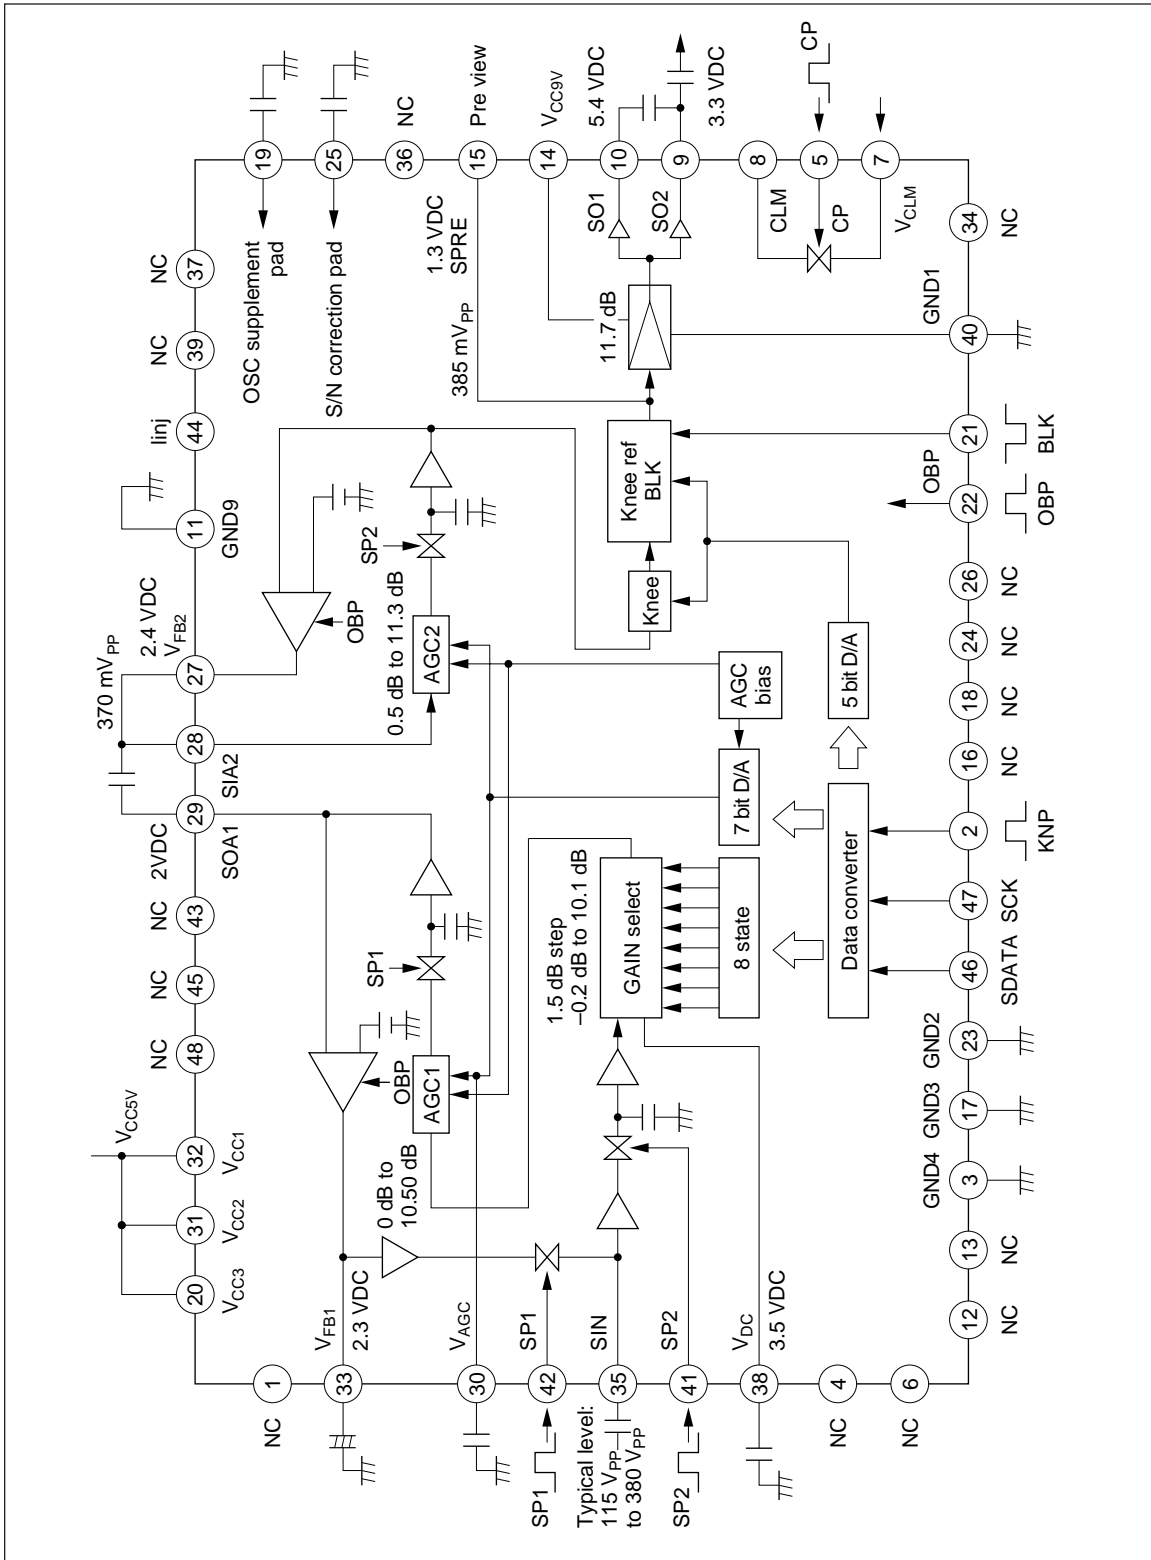 V_CC5V
20
V_CC3
31
V_CC2
32
V_CC1
48
NC
45
NC
43
NC
29
2VDC
SOA1
28
SIA2
370 mV_PP
27
2.4 VDC
V_FB2
11
GND9
44
Iinj
39
NC
37
NC
1
NC
33
V_FB1
2.3 VDC
30
V_AGC
42
SP1
SP1
35
SIN
Typical level:
115 V_PP
to 380 V_PP
41
SP2
SP2
38
V_DC
3.5 VDC
4
NC
6
NC
0 dB to
10.50 dB
OBP
AGC1
SP1
OBP
AGC2
0.5 dB to 11.3 dB
SP2
1.5 dB step
–0.2 dB to 10.1 dB
GAIN select
8 state
7 bit D/A
AGC
bias
Data converter
5 bit D/A
Knee
Knee ref
BLK
385 mV_PP
1.3 VDC
SPRE
11.7 dB
SO1
SO2
OSC supplement
pad
19
S/N correction pad
25
36
NC
15
Pre view
14
V_CC9V
10
5.4 VDC
9
3.3 VDC
8
CLM
5
CP
CP
7
V_CLM
12
NC
13
NC
3
GND4
17
GND3
23
GND2
46
SDATA
47
SCK
2
KNP
16
NC
18
NC
24
NC
26
NC
22
OBP
OBP
21
BLK
40
GND1
34
NC